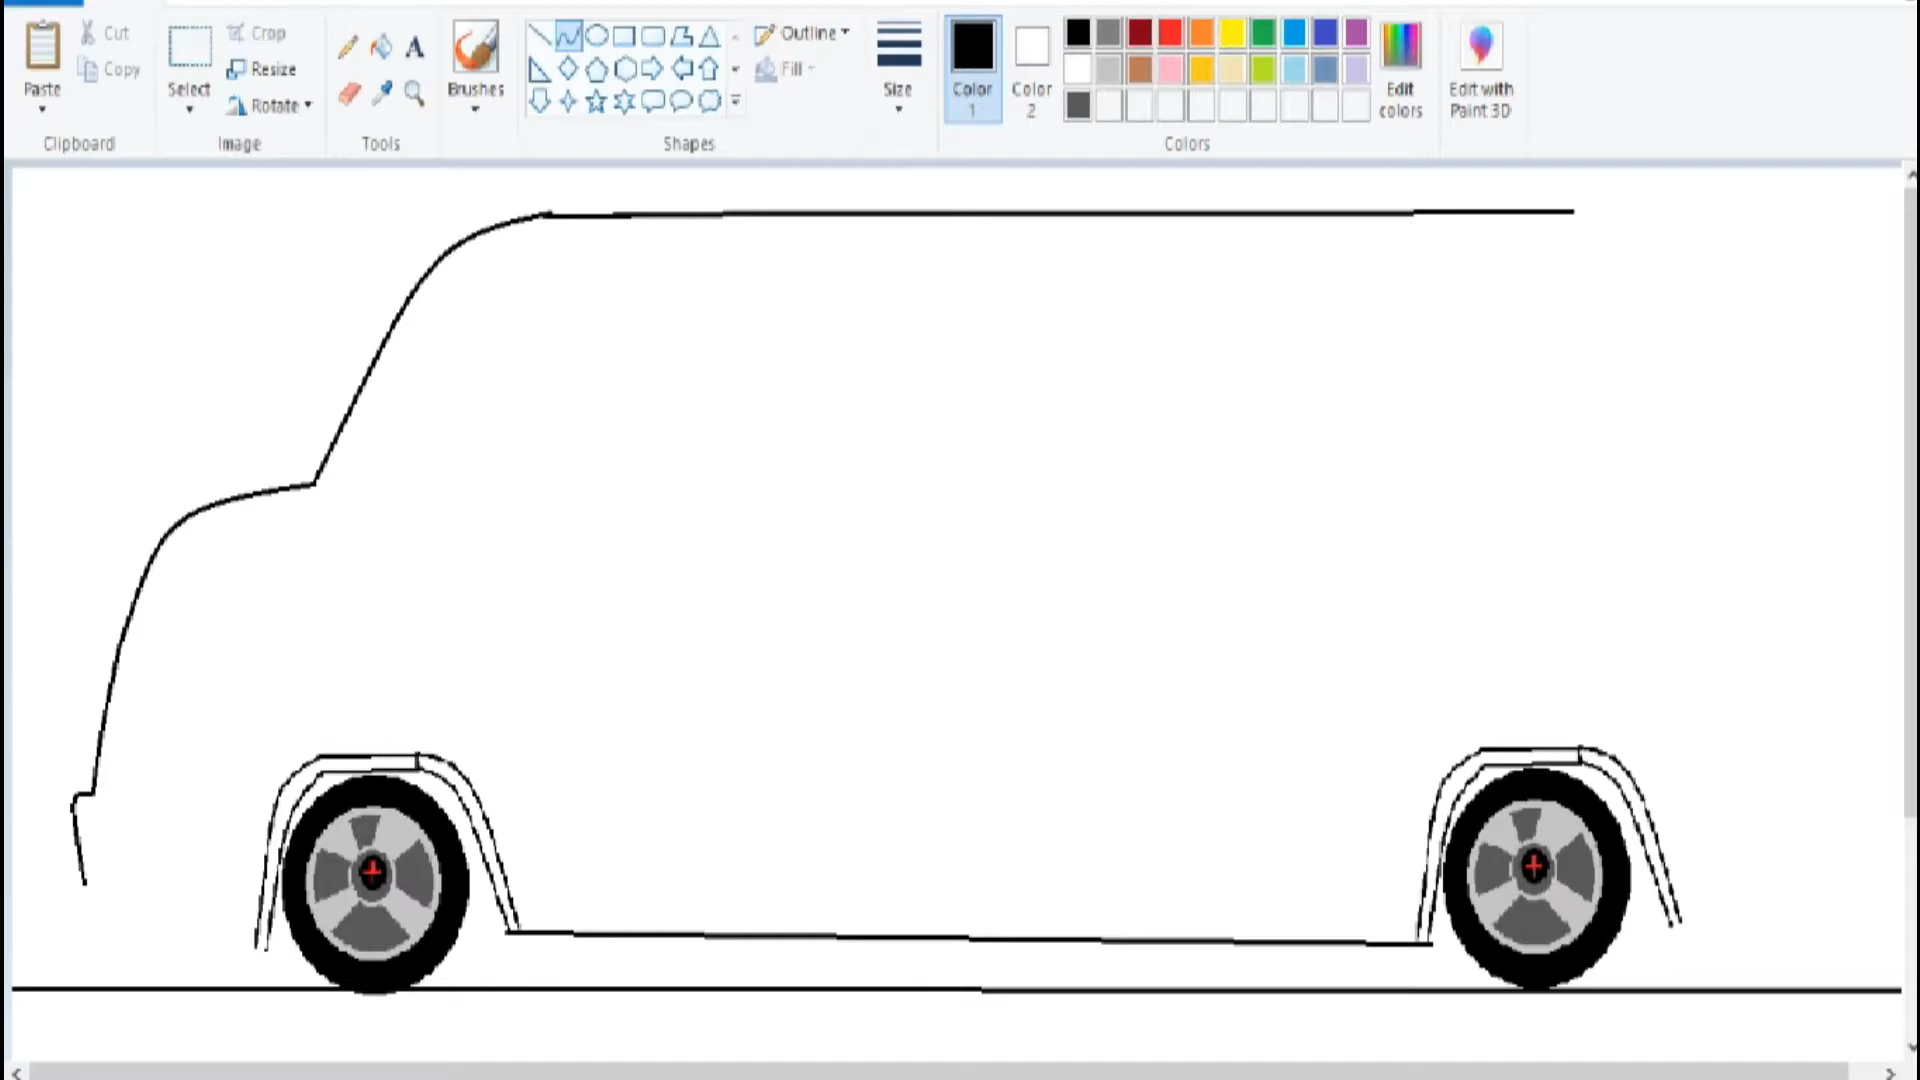 Paste
Cut
Copy
Clipboard
Select
Crop
Resize
Rotate
Image
A
Tools
Brushes
Outline
Fill
Shapes
Size
Color
1
Color
2
Colors
Edit
colors
Edit with
Paint 3D